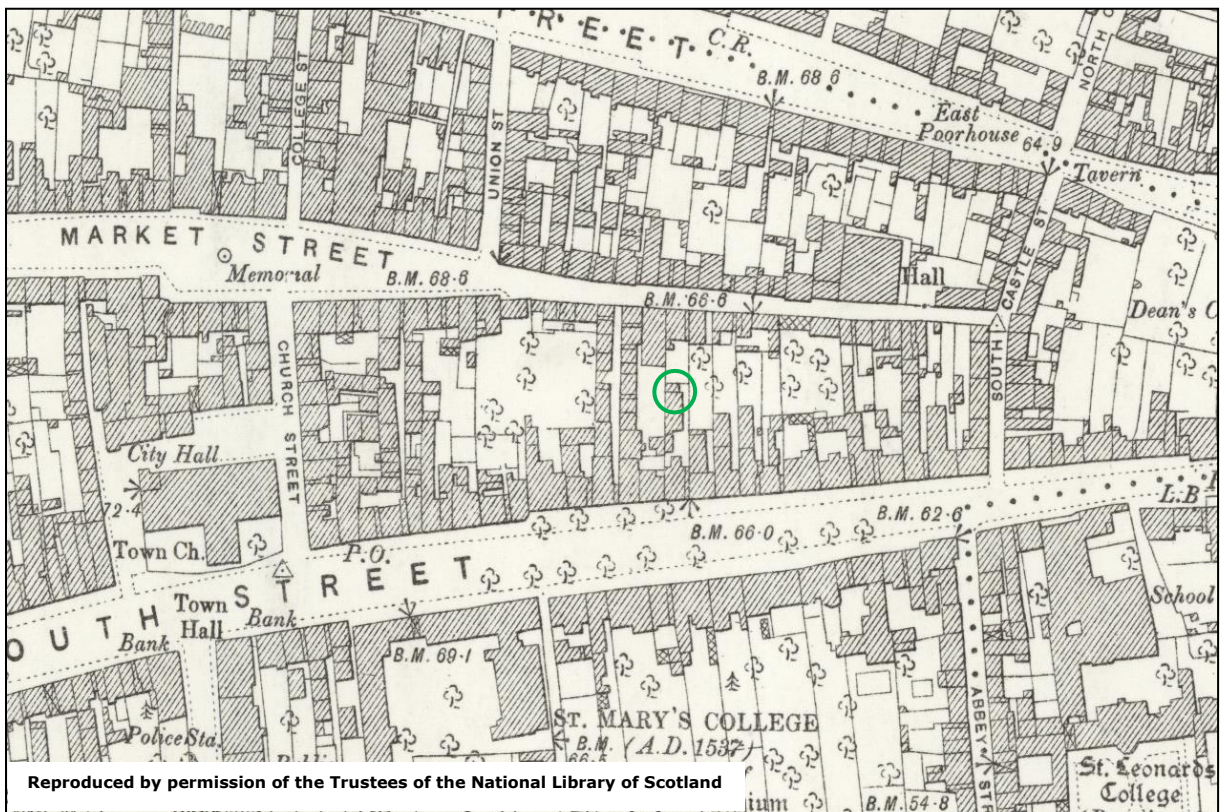 REET
C.R.
B.M. 68·6
East
Poorhouse
64·9
Tavern
NORTH
COLLEGE ST
UNION ST
MARKET STREET
Memorial
B.M. 68·6
B.M. 66·6
Hall
SOUTH CASTLE ST
Dean's C
CHURCH STREET
City Hall
72·4
Town Ch.
P.O.
B.M. 66·0
B.M. 62·6
L.B
OUTH STREET
Town
Hall
Bank
Bank
B.M. 69·1
School
Police Sta.
ST. MARY'S COLLEGE
(A.D. 1537)
B.M.
66·5
ABBEY STR
B.M. 54·8
St. Leonards
College
Reproduced by permission of the Trustees of the National Library of Scotland